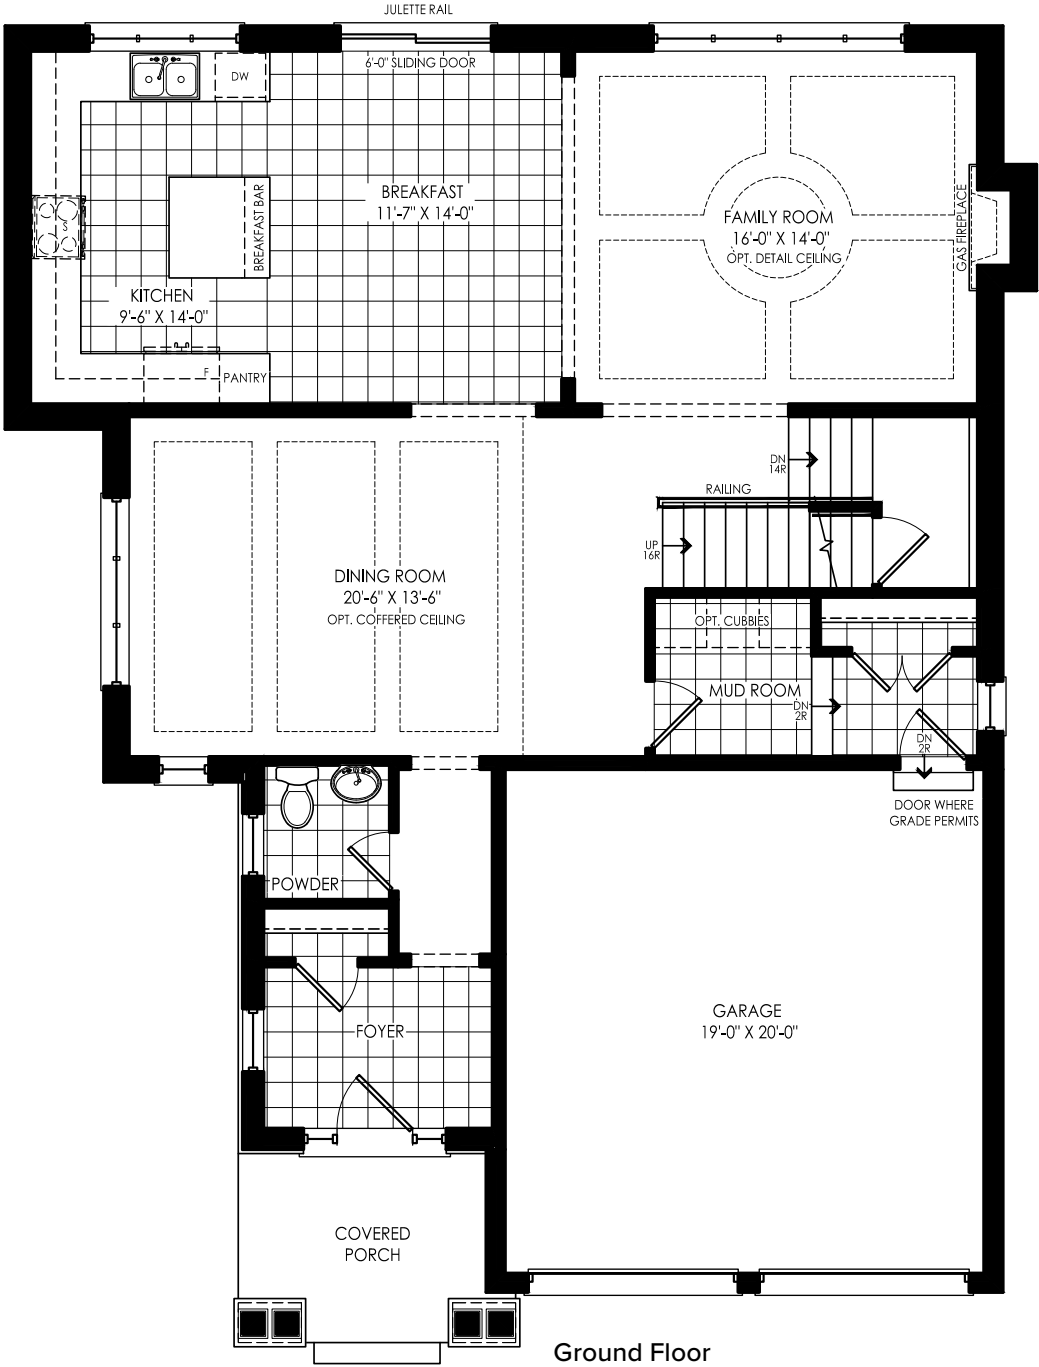 JULETTE RAIL
6'-0" SLIDING DOOR
DW
BREAKFAST
11'-7" X 14'-0"
BREAKFAST BAR
S
FAMILY ROOM
16'-0" X 14'-0"
OPT. DETAIL CEILING
GAS FIREPLACE
KITCHEN
9'-6" X 14'-0"
F
PANTRY
DN
14R
RAILING
UP
16R
DINING ROOM
20'-6" X 13'-6"
OPT. COFFERED CEILING
OPT. CUBBIES
MUD ROOM
DN
2R
DN
2R
DOOR WHERE
GRADE PERMITS
POWDER
FOYER
GARAGE
19'-0" X 20'-0"
COVERED
PORCH
Ground Floor